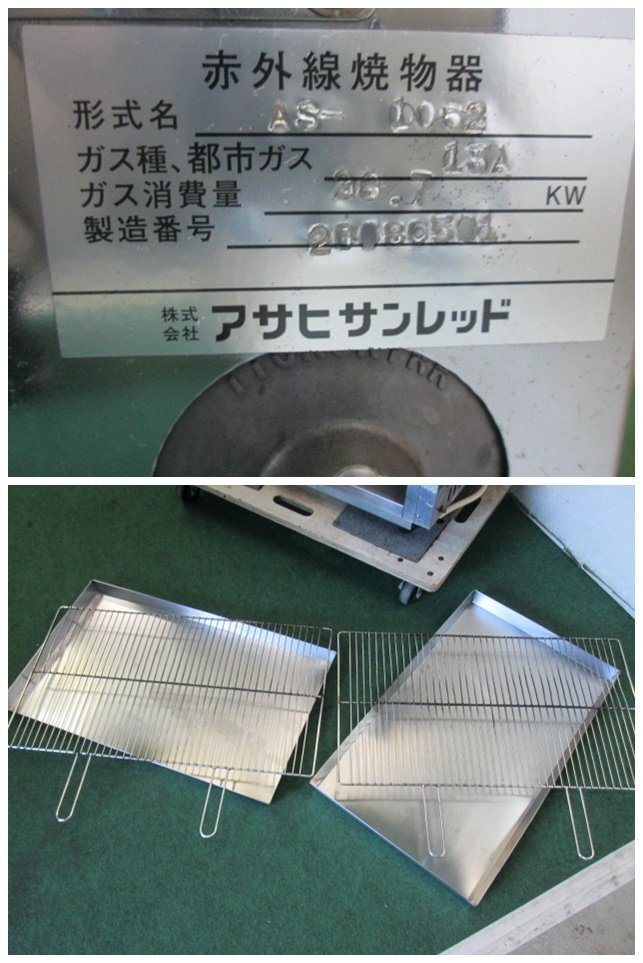 赤外線焼物器
形式名 AS- 1062
ガス種、都市ガス 13A
ガス消費量 .7 KW
製造番号
株式会社 アサヒサンレッド